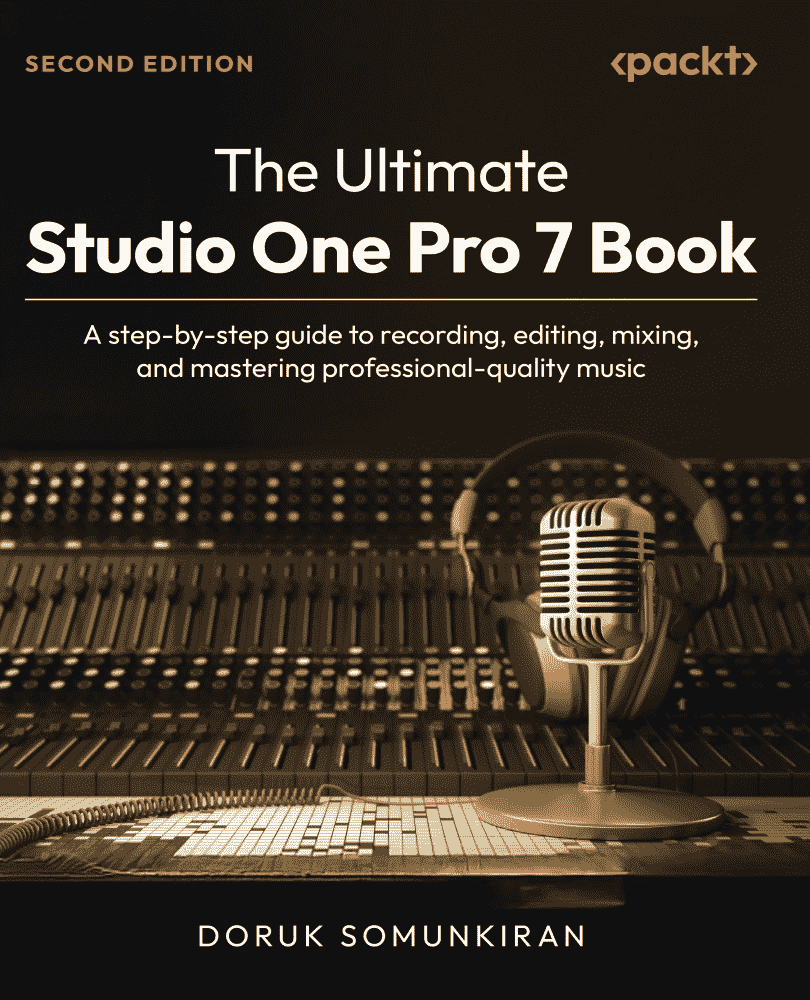 SECOND EDITION
<packt>
The Ultimate
Studio One Pro 7 Book
A step-by-step guide to recording, editing, mixing,
and mastering professional-quality music
DORUK SOMUNKIRAN